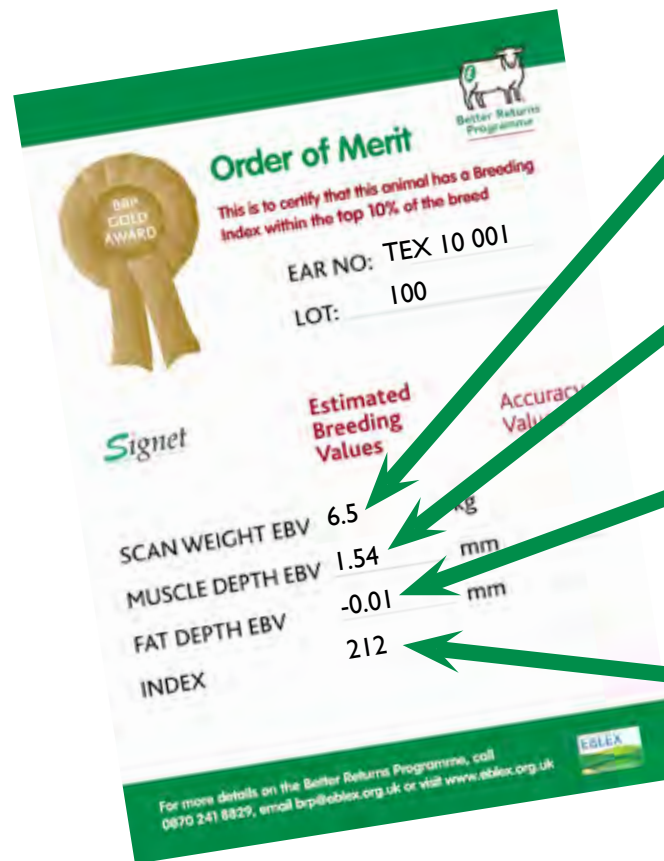 Better Returns
Programme
Order of Merit
This is to certify that this animal has a Breeding
Index within the top 10% of the breed
BRP
GOLD
AWARD
EAR NO: TEX 10 001
LOT: 100
Signet
Estimated
Breeding
Values
Accuracy
SCAN WEIGHT EBV 6.5 kg
MUSCLE DEPTH EBV 1.54 mm
FAT DEPTH EBV -0.01 mm
INDEX 212
For more details on the Better Returns Programme, call
0870 241 8829, email brp@eblex.org.uk or visit www.eblex.org.uk
EBLEX